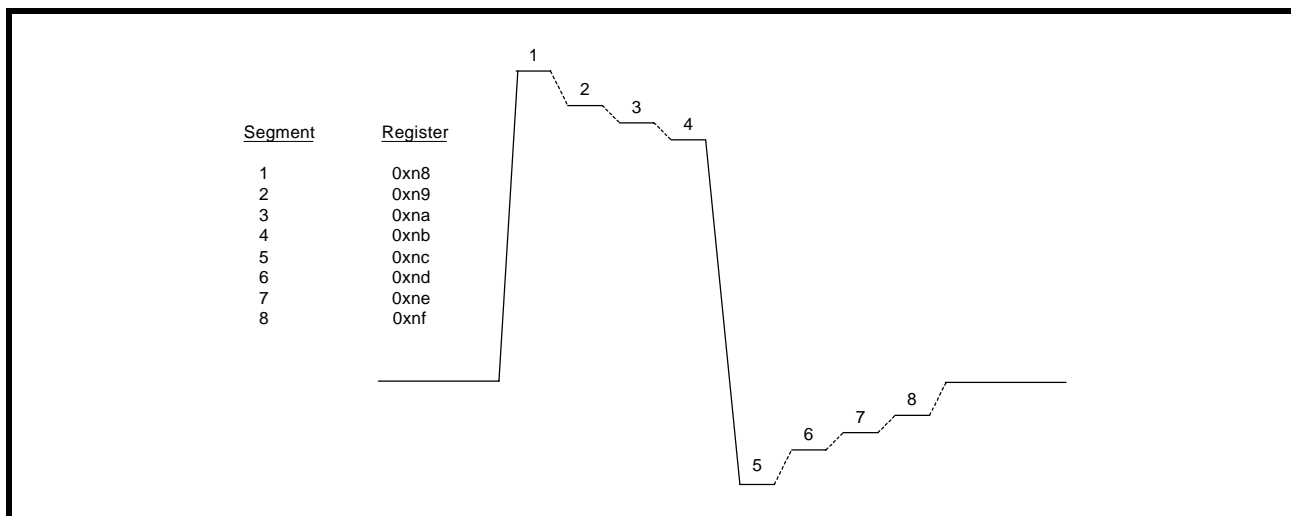 Segment Register
1 0xn8
2 0xn9
3 0xna
4 0xnb
5 0xnc
6 0xnd
7 0xne
8 0xnf
1
2
3
4
5
6
7
8